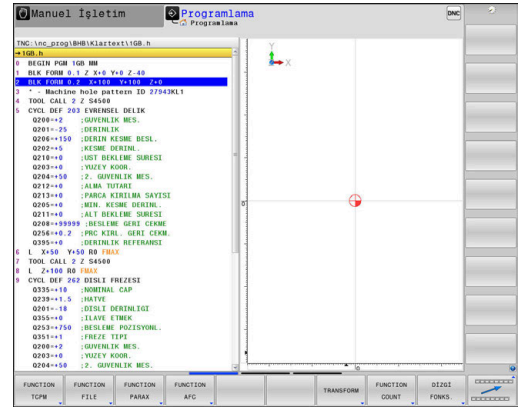 Manuel İşletim
Programlama
Programlama
DNC
TNC:\nc_prog\BHB\Klartext\1GB.h
→1GB.h
0 BEGIN PGM 1GB MM
1 BLK FORM 0.1 Z X+0 Y+0 Z-40
2 BLK FORM 0.2 X+100 Y+100 Z+0
3 * - Machine hole pattern ID 27943KL1
4 TOOL CALL 2 Z S4500
5 CYCL DEF 203 EVRENSEL DELIK
Q200=+2 ;GUVENLIK MES.
Q201=-25 ;DERINLIK
Q206=+150 ;DERIN KESME BESL.
Q202=+5 ;KESME DERINL.
Q210=+0 ;UST BEKLEME SURESI
Q203=+0 ;YUZEY KOOR.
Q204=+50 ;2. GUVENLIK MES.
Q212=+0 ;ALMA TUTARI
Q213=+0 ;PARCA KIRILMA SAYISI
Q205=+0 ;MIN. KESME DERINL.
Q211=+0 ;ALT BEKLEME SURESI
Q208=+99999 ;BESLEME GERI CEKME
Q256=+0.2 ;PRC KIRL. GERI CEKM.
Q395=+0 ;DERINLIK REFERANSI
6 L X+50 Y+50 R0 FMAX
7 TOOL CALL 2 Z S4500
8 L Z+100 R0 FMAX
9 CYCL DEF 262 DISLI FREZESI
Q335=+10 ;NOMINAL CAP
Q239=+1.5 ;HATVE
Q201=-18 ;DISLI DERINLIGI
Q355=+0 ;ILAVE ETMEK
Q253=+750 ;BESLEME POZISYONL.
Q351=+1 ;FREZE TIPI
Q200=+2 ;GUVENLIK MES.
Q203=+0 ;YUZEY KOOR.
Q204=+50 ;2. GUVENLIK MES.
Y
X
0
0
FUNCTION TCPM
FUNCTION FILE
FUNCTION PARAX
FUNCTION AFC
TRANSFORM
FUNCTION COUNT
DİZGİ FONKS.